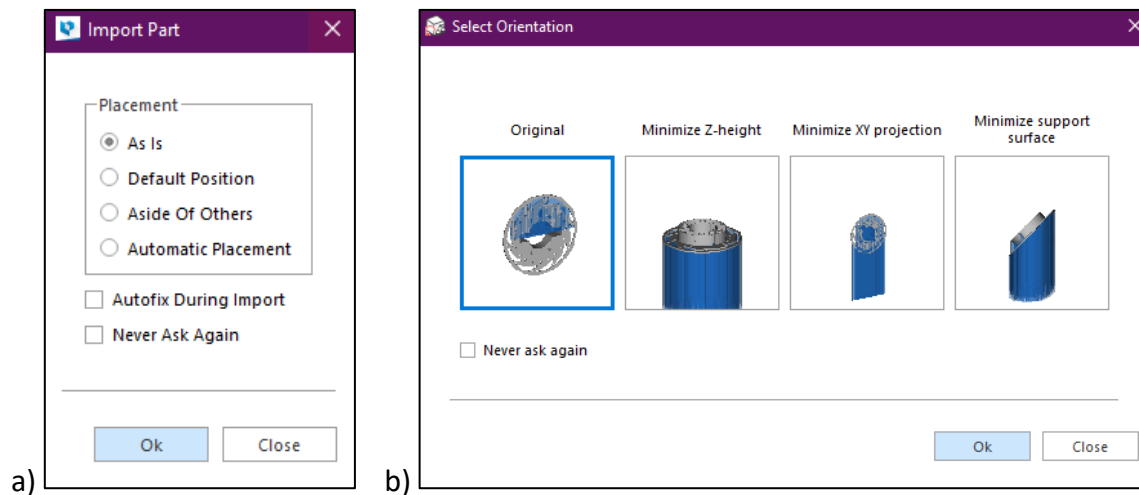 Import Part
Placement
As Is
Default Position
Aside Of Others
Automatic Placement
Autofix During Import
Never Ask Again
Ok Close
a)
Select Orientation
Original Minimize Z-height Minimize XY projection Minimize support
surface
Never ask again
Ok Close
b)